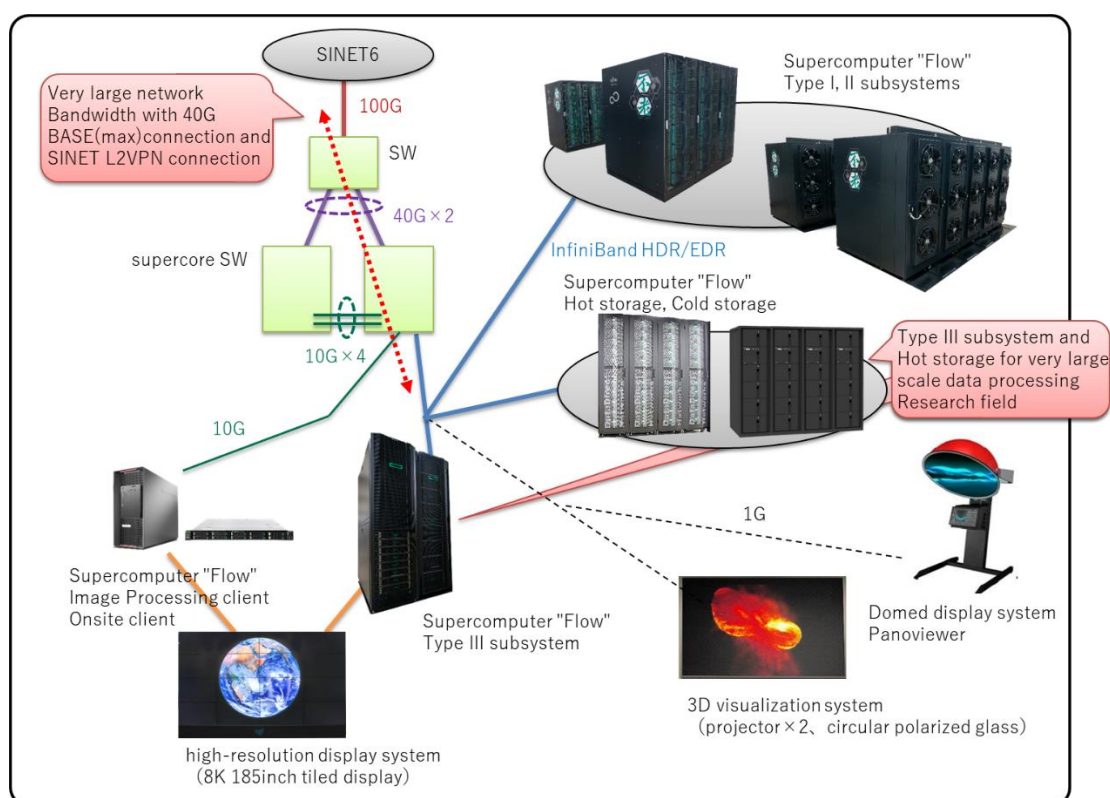 SINET6
Very large network
Bandwidth with 40G
BASE(max)connection and
SINET L2VPN connection
100G
SW
40G×2
supercore SW
10G×4
10G
Supercomputer "Flow"
Type I, II subsystems
InfiniBand HDR/EDR
Supercomputer "Flow"
Hot storage, Cold storage
Type III subsystem and
Hot storage for very large
scale data processing
Research field
1G
Supercomputer "Flow"
Image Processing client
Onsite client
Supercomputer "Flow"
Type III subsystem
Domed display system
Panoviewer
3D visualization system
（projector×2、circular polarized glass）
high-resolution display system
（8K 185inch tiled display）